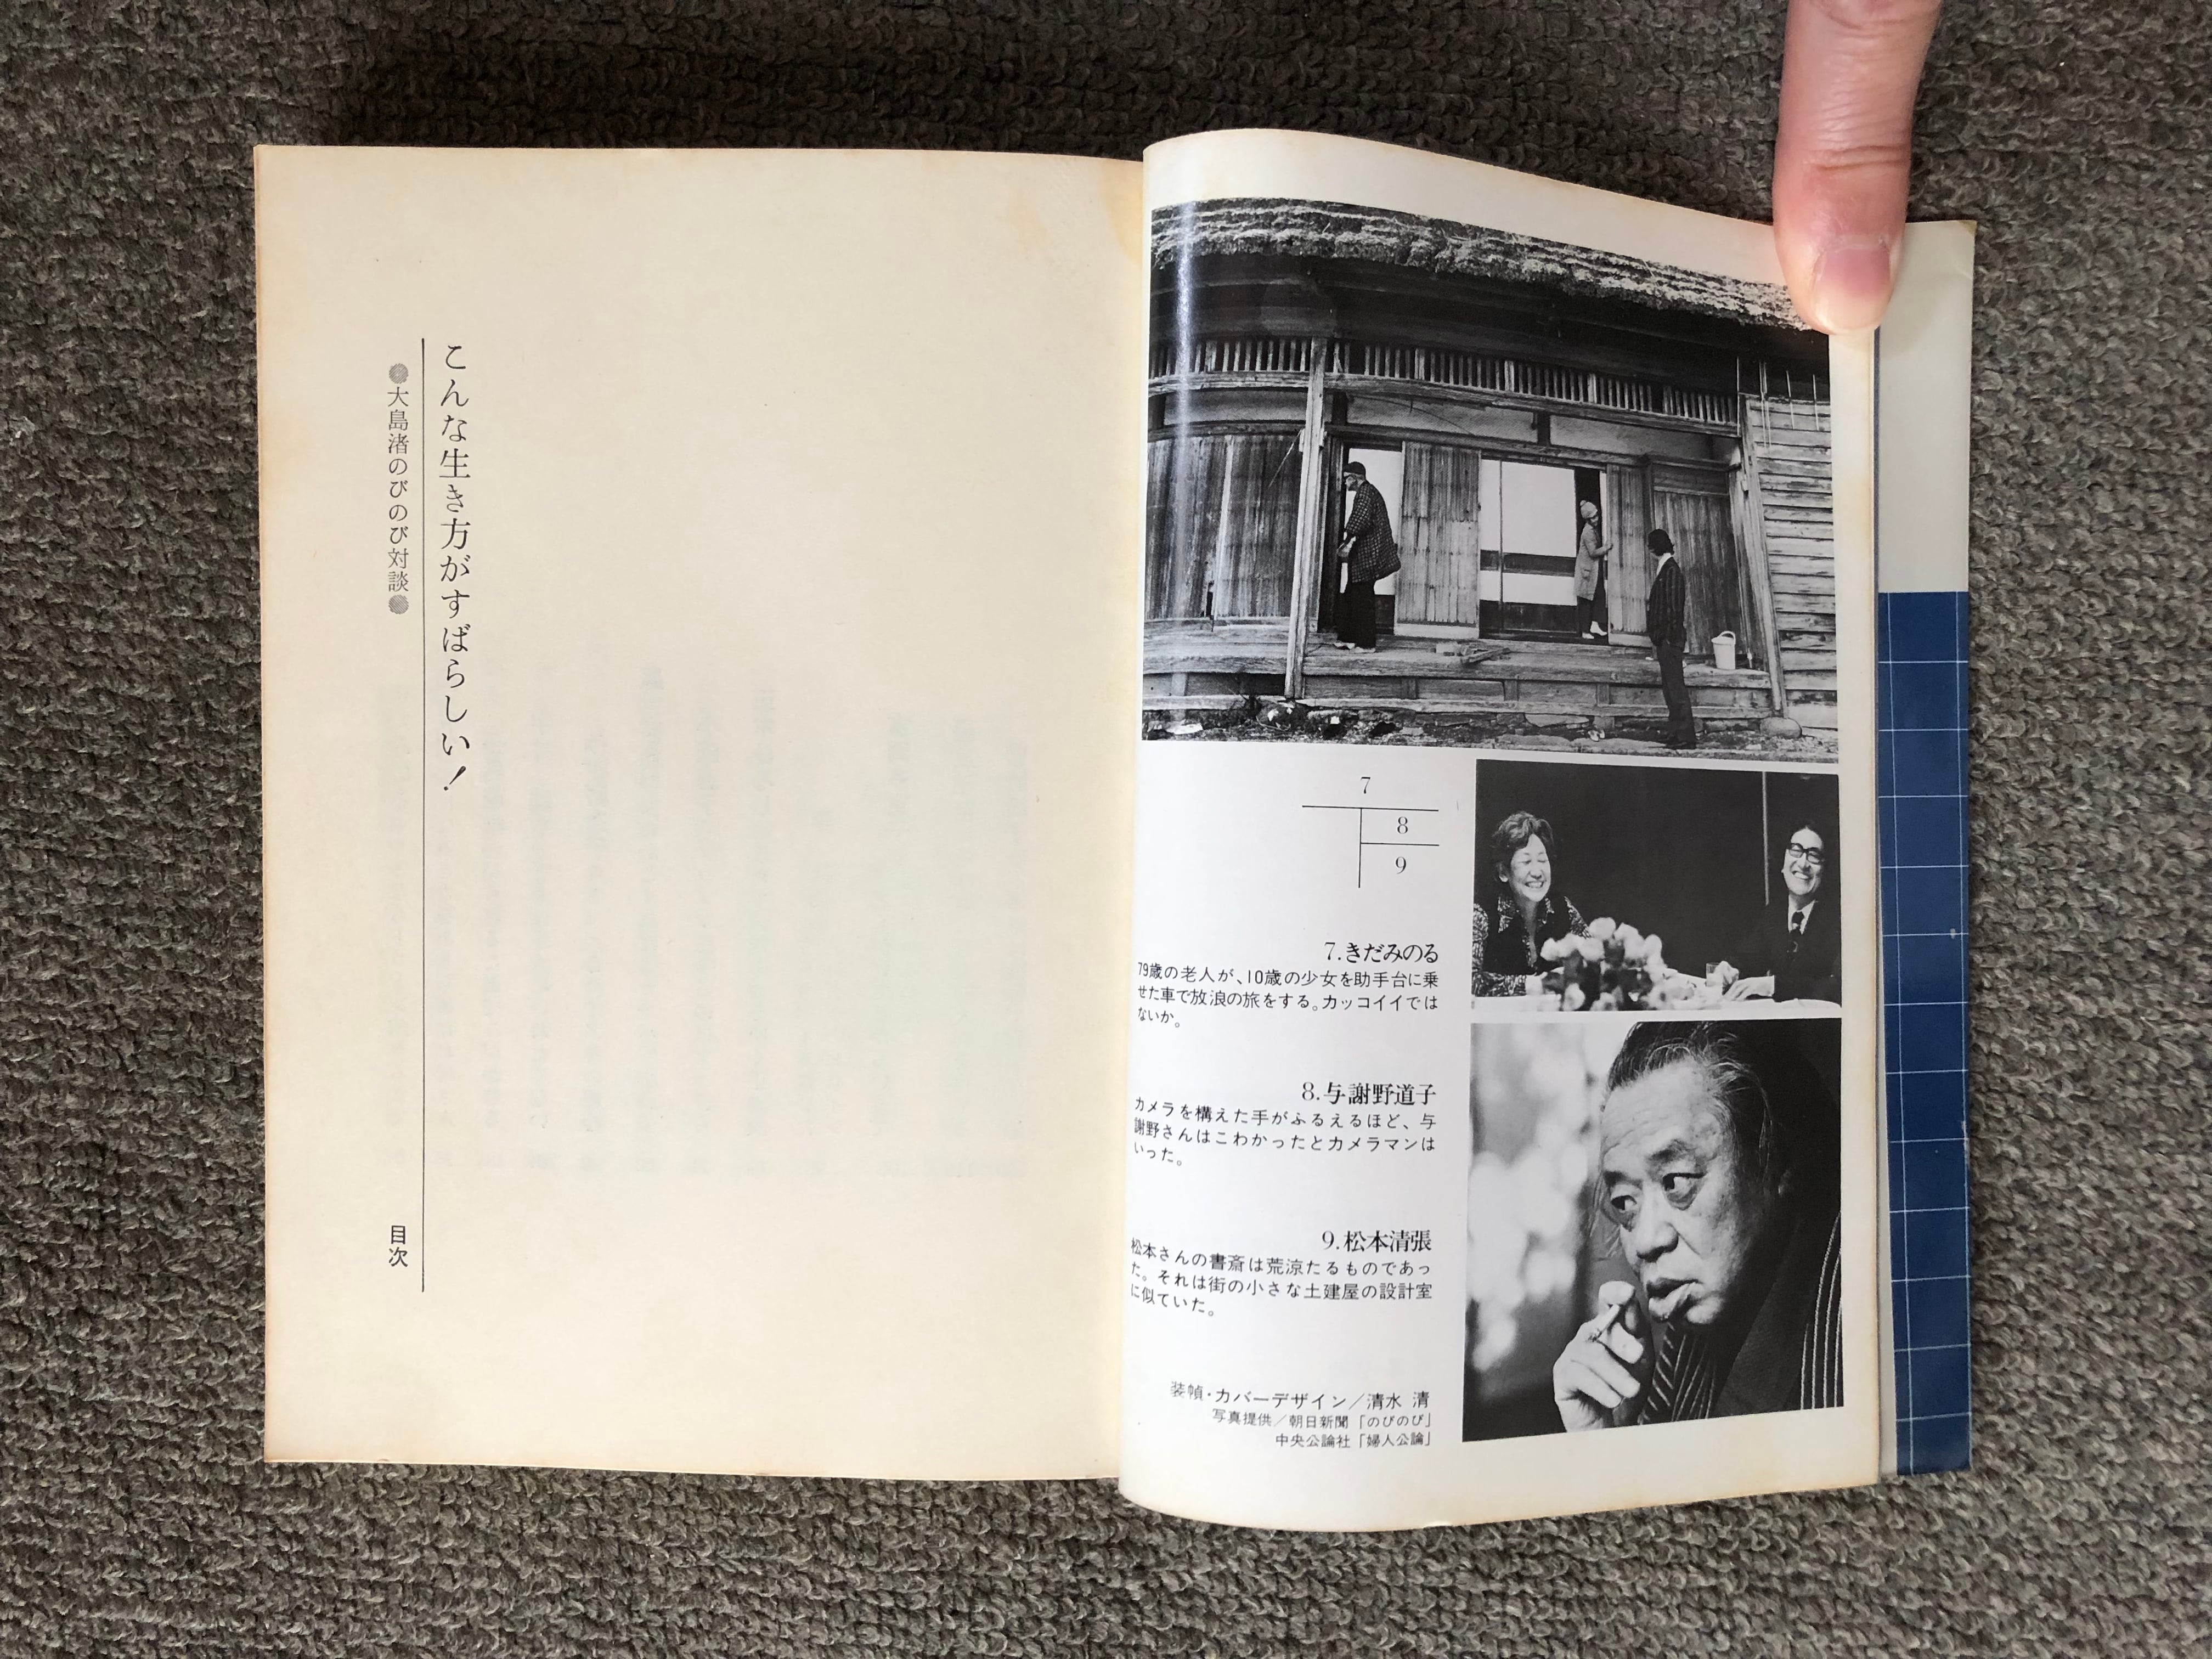 7
8
9
7.きだみのる
79歳の老人が、10歳の少女を助手台に乗
せた車で放浪の旅をする。カッコイイでは
ないか。
8.与謝野道子
カメラを構えた手がふるえるほど、与
謝野さんはこわかったとカメラマンは
いった。
9.松本清張
松本さんの書斎は荒涼たるものであっ
た。それは街の小さな土建屋の設計室
に似ていた。
装幀・カバーデザイン／清水 清
写真提供／朝日新聞「のびのび」
中央公論社「婦人公論」
こんな生き方がすばらしい！
●大島渚ののびのび対談●
目次